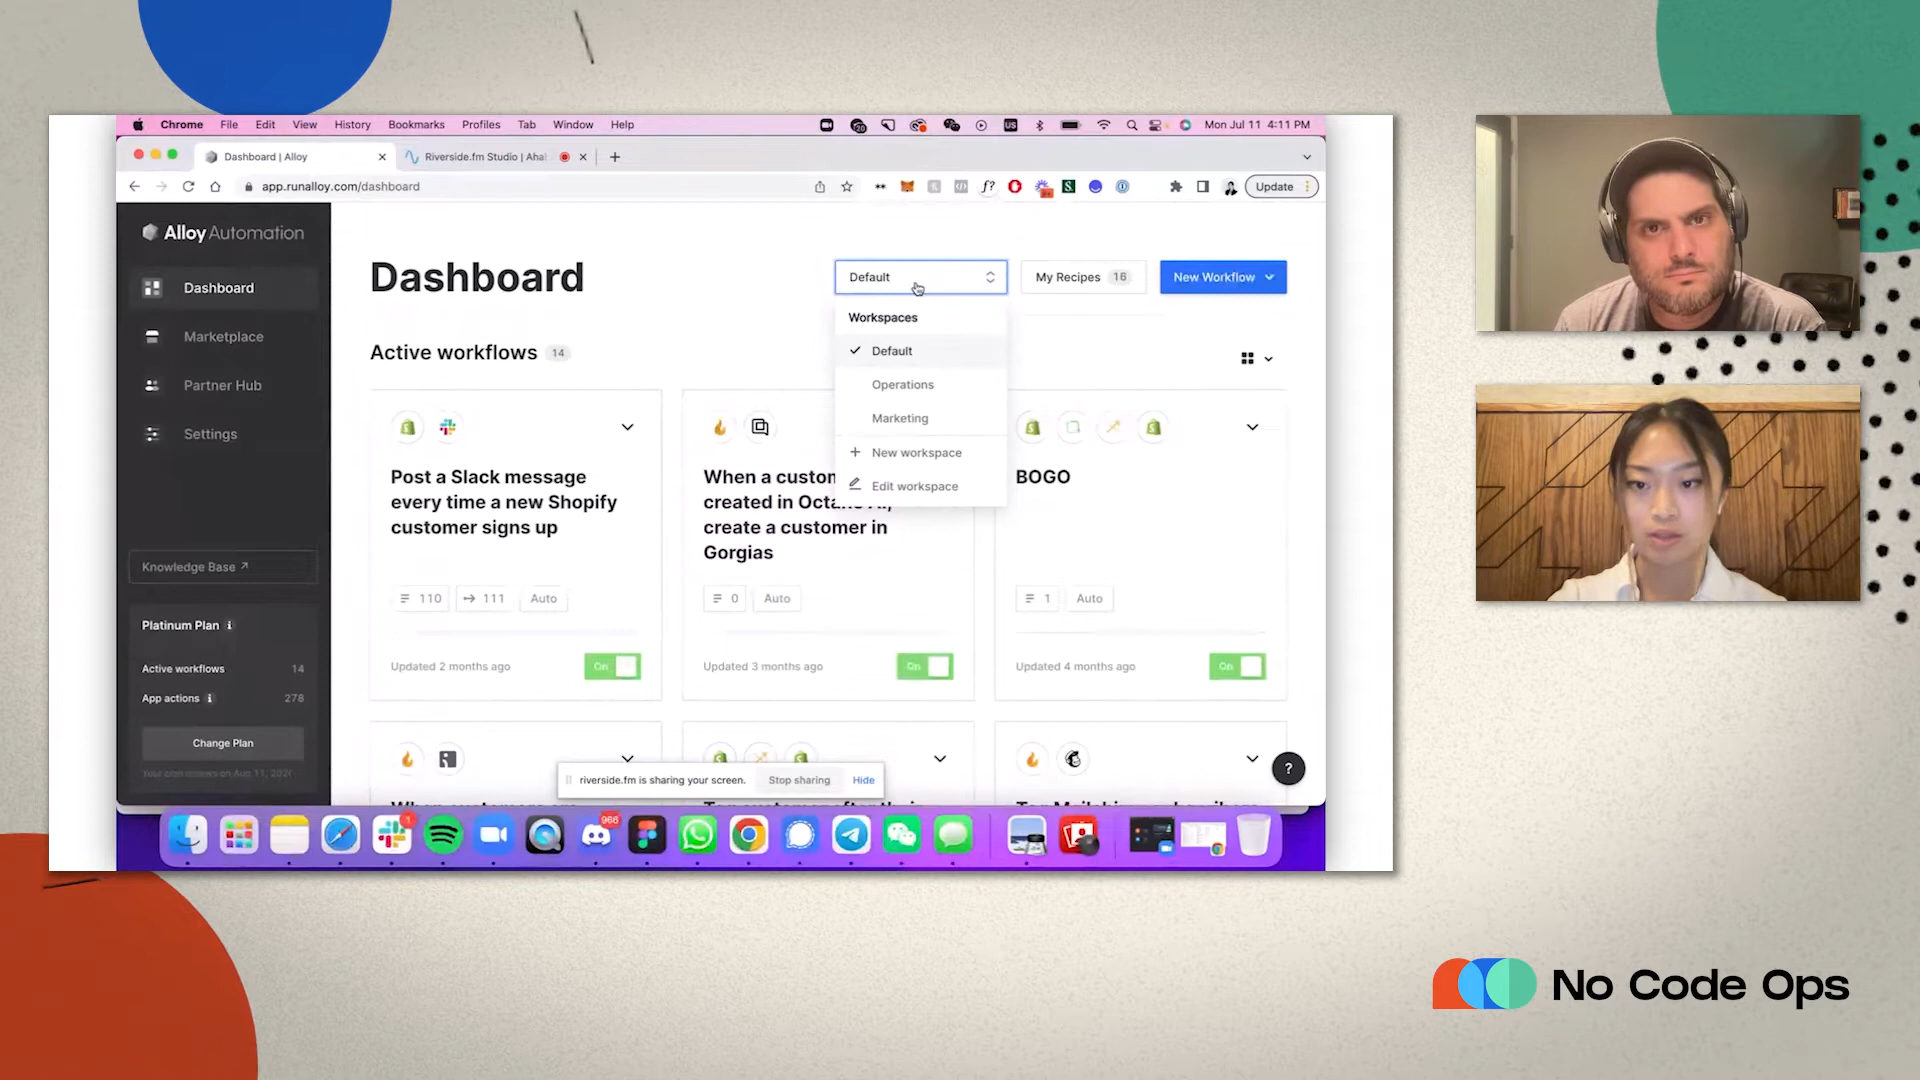 Chrome File Edit View History Bookmarks Profiles Tab Window Help
20 US Mon Jul 11 4:11 PM
Dashboard | Alloy
Riverside.fm Studio | Aha
app.runalloy.com/dashboard
Update
Alloy Automation
Dashboard
Marketplace
Partner Hub
Settings
Knowledge Base
Platinum Plan
Active workflows 14
App actions 278
Change Plan
Dashboard
Default
My Recipes 16
New Workflow
Workspaces
Default
Operations
Marketing
New workspace
Edit workspace
Active workflows 14
Post a Slack message
every time a new Shopify
customer signs up
110 111 Auto
Updated 2 months ago On
When a
created in
create a customer in
Gorgias
0 Auto
Updated 3 months ago On
BOGO
1 Auto
Updated 4 months ago On
riverside.fm is sharing your screen. Stop sharing Hide
?
1
966
No Code Ops